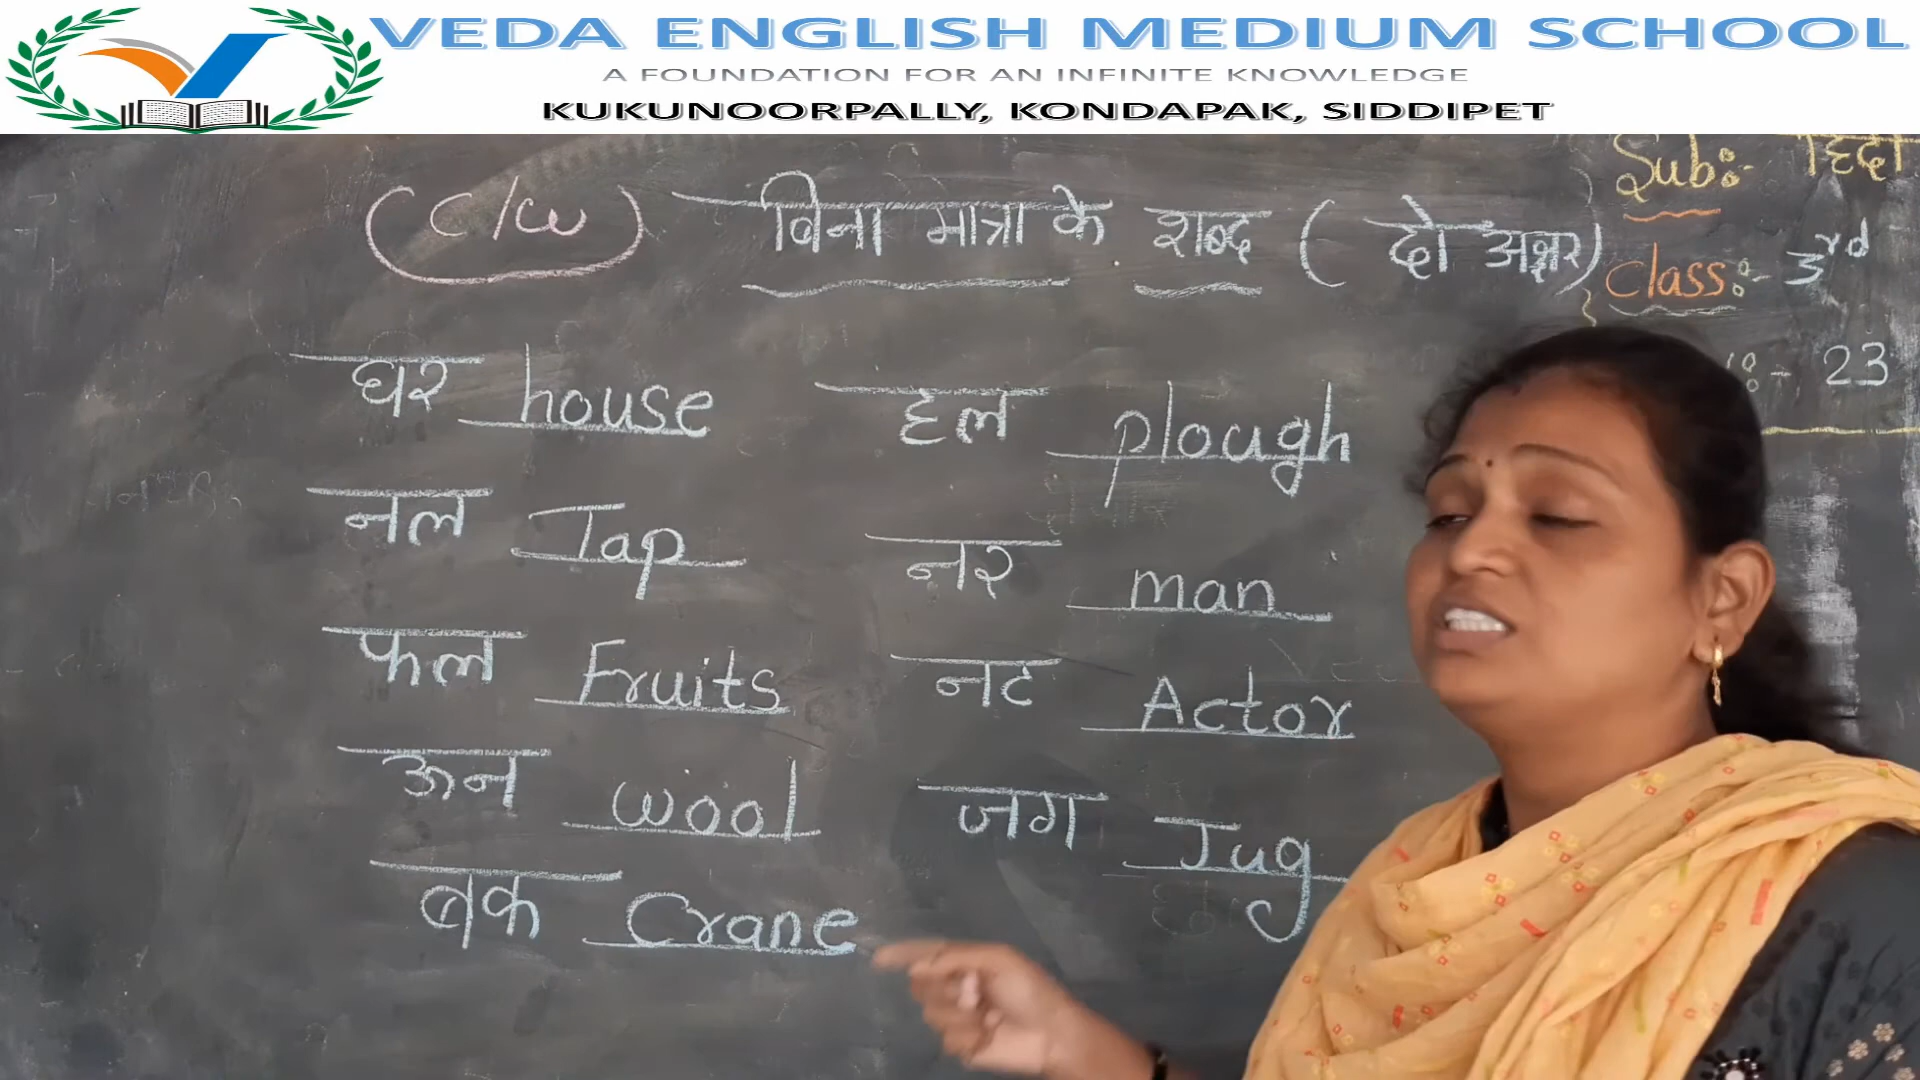 VEDA ENGLISH MEDIUM SCHOOL
A FOUNDATION FOR AN INFINITE KNOWLEDGE
KUKUNOORPALLY, KONDAPAK, SIDDIPET
Sub:- हिंदी
C/W बिना मात्रा के शब्द ( दो अक्षर)
Class:- 3rd
:- 23
घर house
हल plough
नल Tap
नर man
फल Fruits
नट Actor
ऊन wool
जग Jug
बक Crane